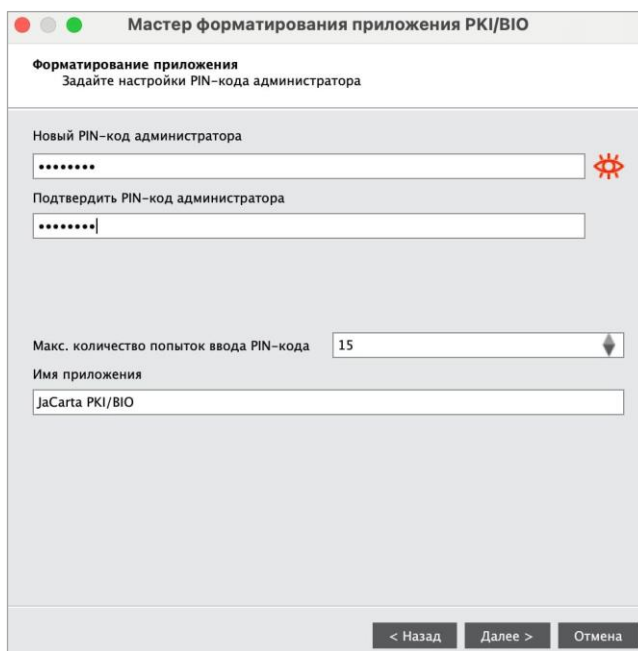 Мастер форматирования приложения PKI/BIO
Форматирование приложения
Задайте настройки PIN-кода администратора
Новый PIN-код администратора
••••••••
Подтвердить PIN-код администратора
••••••••
Макс. количество попыток ввода PIN-кода 15
Имя приложения
JaCarta PKI/BIO
< Назад Далее > Отмена